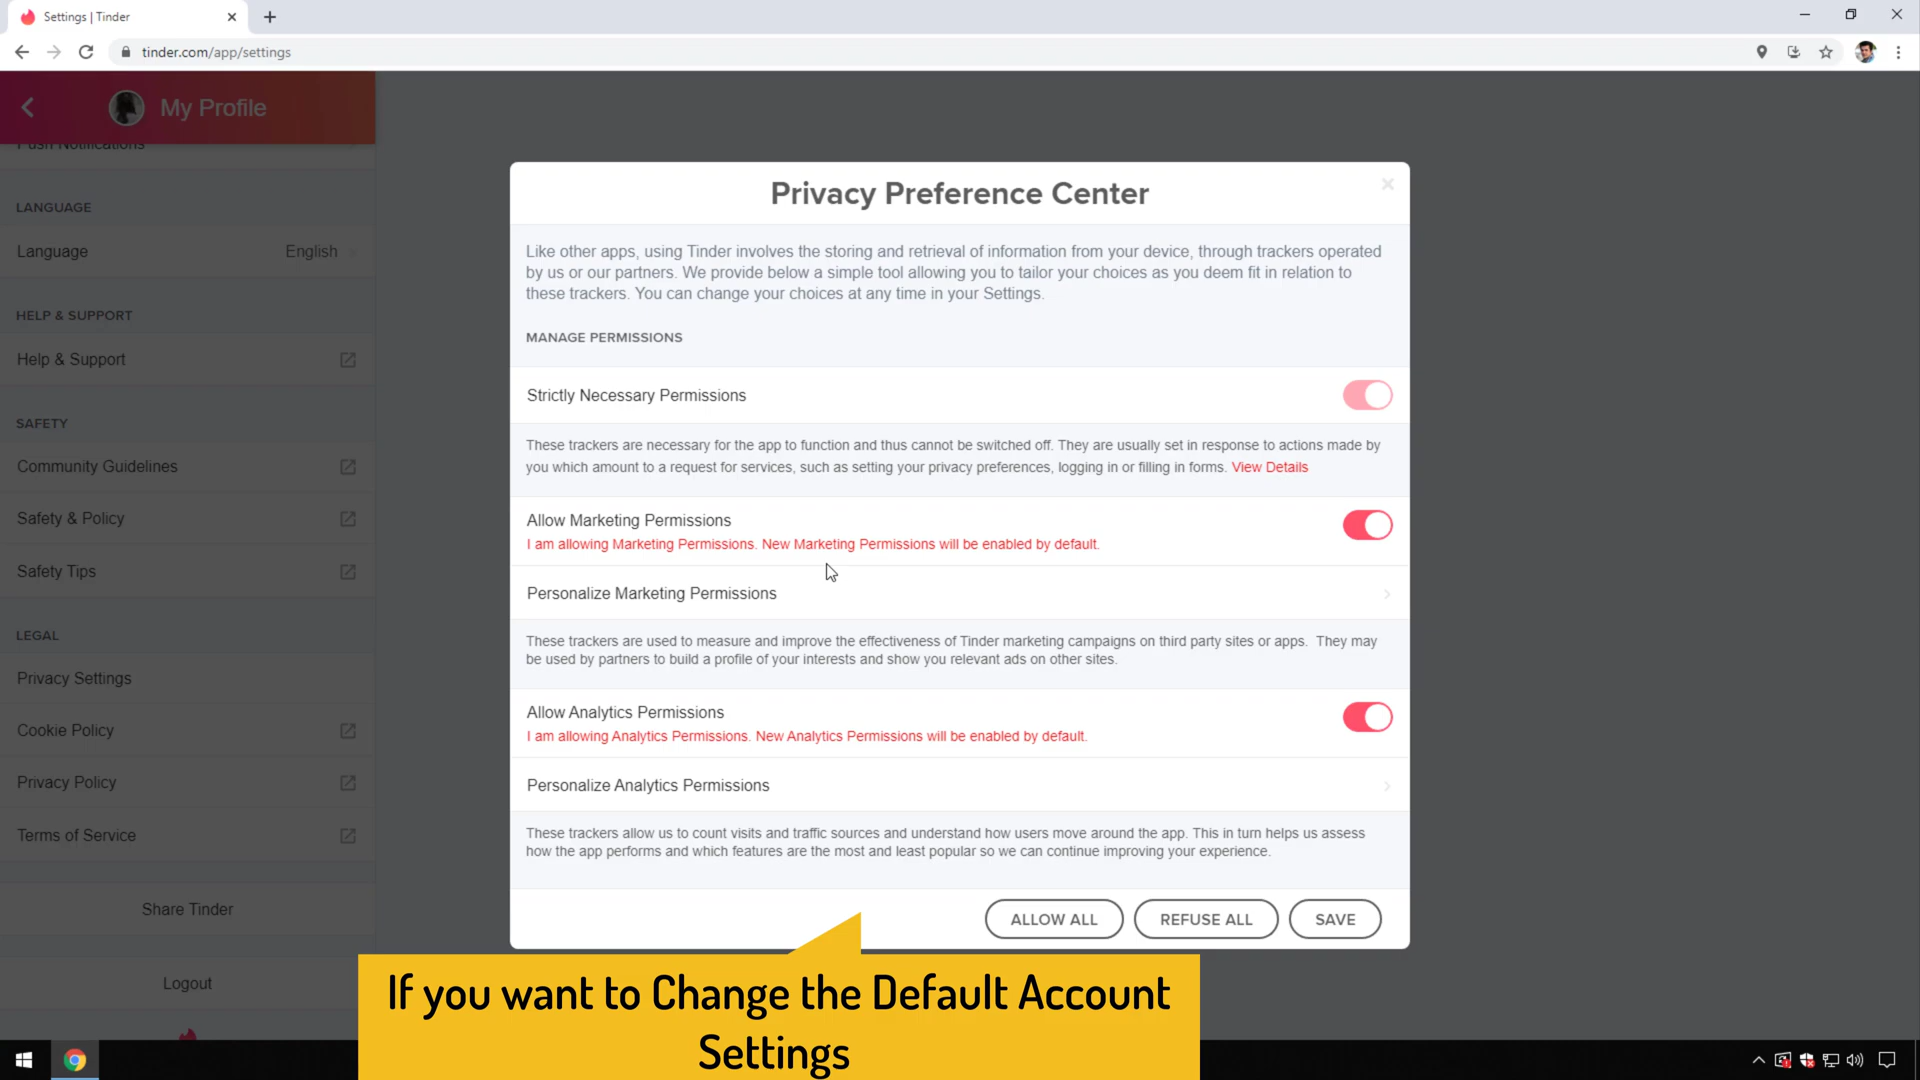 Settings | Tinder
tinder.com/app/settings
My Profile
Push Notifications
LANGUAGE
Language English
HELP & SUPPORT
Help & Support
SAFETY
Community Guidelines
Safety & Policy
Safety Tips
LEGAL
Privacy Settings
Cookie Policy
Privacy Policy
Terms of Service
Share Tinder
Logout
Privacy Preference Center
Like other apps, using Tinder involves the storing and retrieval of information from your device, through trackers operated
by us or our partners. We provide below a simple tool allowing you to tailor your choices as you deem fit in relation to
these trackers. You can change your choices at any time in your Settings.
MANAGE PERMISSIONS
Strictly Necessary Permissions
These trackers are necessary for the app to function and thus cannot be switched off. They are usually set in response to actions made by
you which amount to a request for services, such as setting your privacy preferences, logging in or filling in forms. View Details
Allow Marketing Permissions
I am allowing Marketing Permissions. New Marketing Permissions will be enabled by default.
Personalize Marketing Permissions
These trackers are used to measure and improve the effectiveness of Tinder marketing campaigns on third party sites or apps. They may
be used by partners to build a profile of your interests and show you relevant ads on other sites.
Allow Analytics Permissions
I am allowing Analytics Permissions. New Analytics Permissions will be enabled by default.
Personalize Analytics Permissions
These trackers allow us to count visits and traffic sources and understand how users move around the app. This in turn helps us assess
how the app performs and which features are the most and least popular so we can continue improving your experience.
ALLOW ALL REFUSE ALL SAVE
If you want to Change the Default Account
Settings